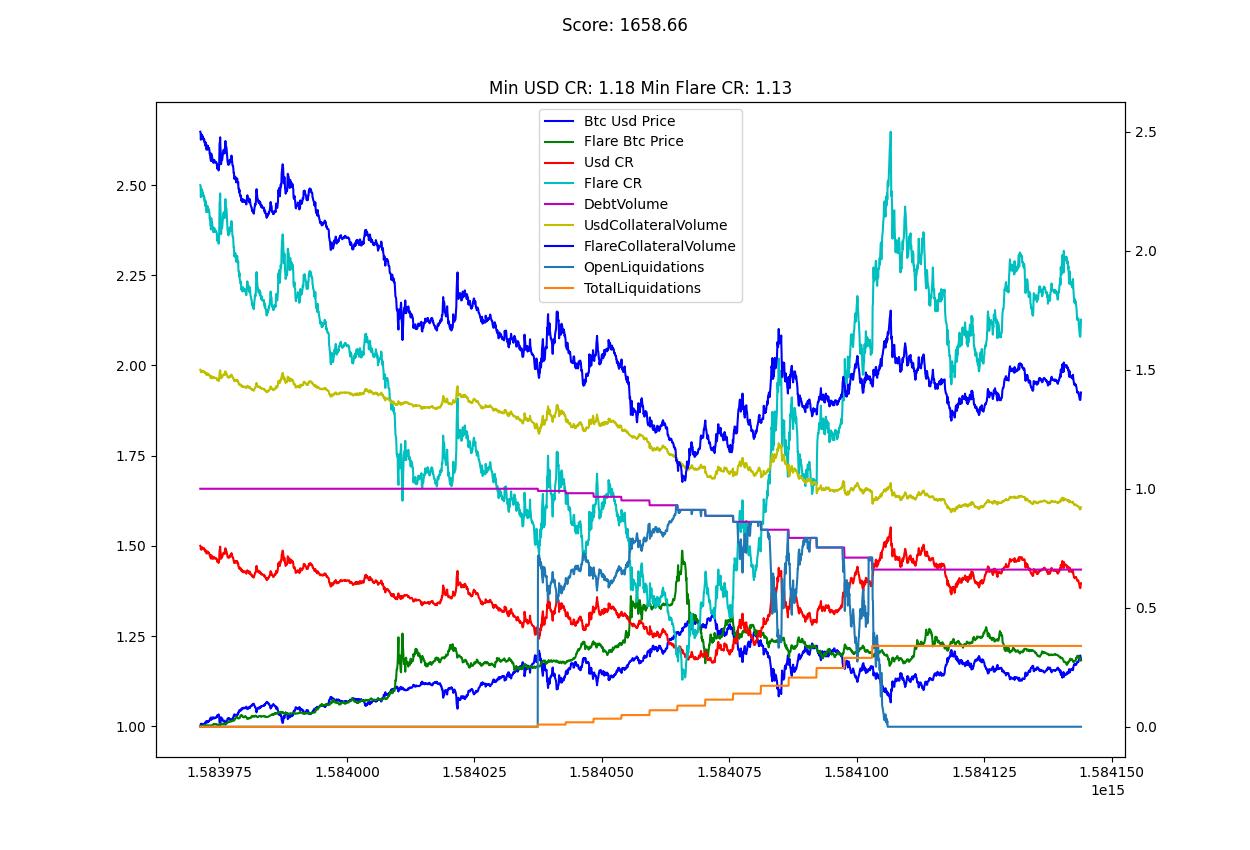 Score: 1658.66
Min USD CR: 1.18 Min Flare CR: 1.13
Btc Usd Price
Flare Btc Price
Usd CR
Flare CR
DebtVolume
UsdCollateralVolume
FlareCollateralVolume
OpenLiquidations
TotalLiquidations
2.50
2.25
2.00
1.75
1.50
1.25
1.00
2.5
2.0
1.5
1.0
0.5
0.0
1.583975 1.584000 1.584025 1.584050 1.584075 1.584100 1.584125 1.584150
1e15